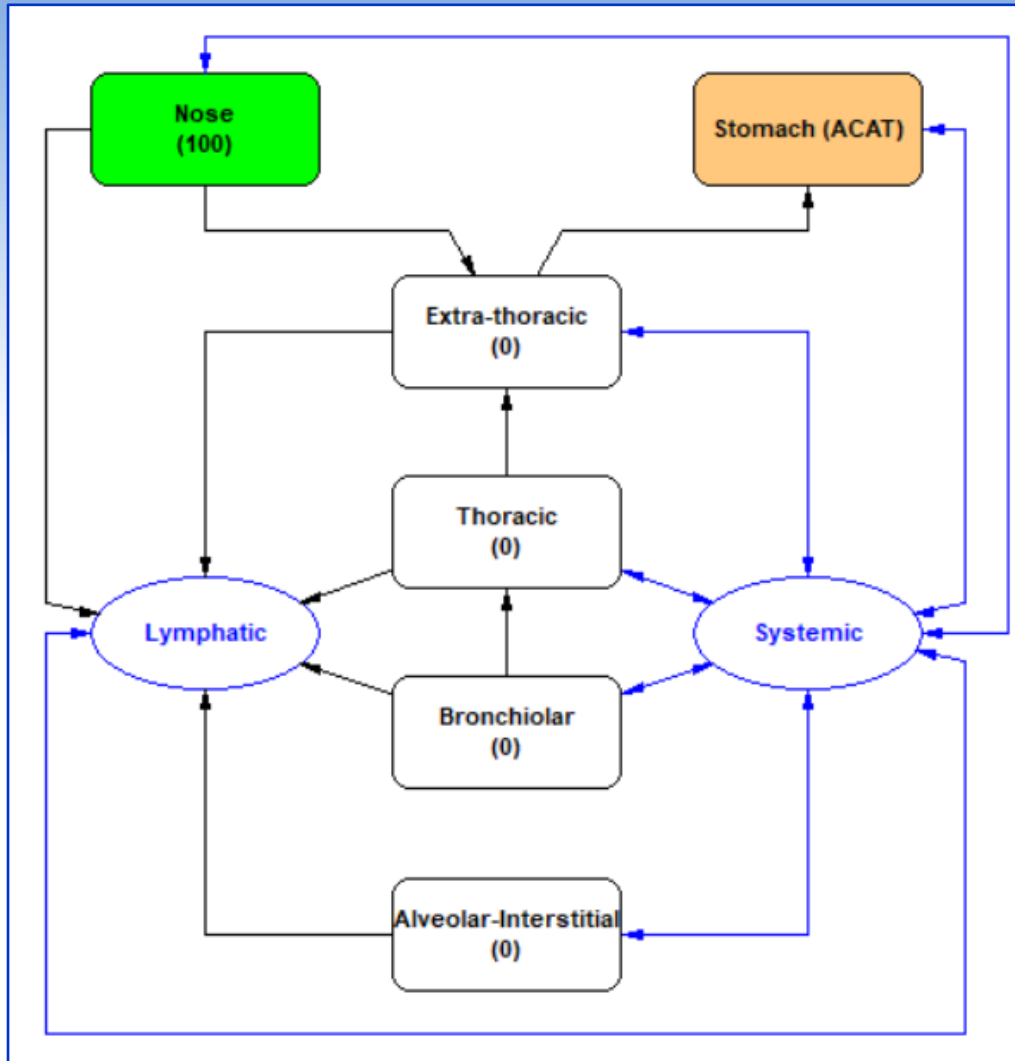 Nose
(100)
Stomach (ACAT)
Extra-thoracic
(0)
Thoracic
(0)
Lymphatic
Systemic
Bronchiolar
(0)
Alveolar-Interstitial
(0)